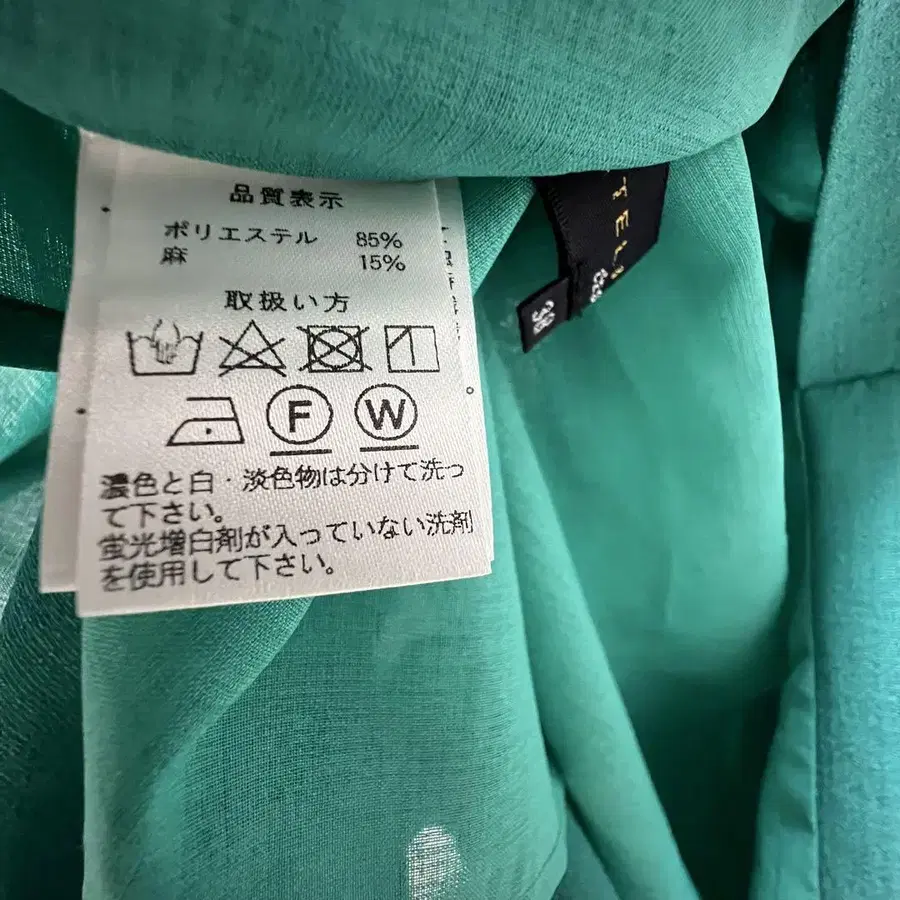 品質表示
ポリエステル 85%
麻 15%
取扱い方
F W
濃色と白・淡色物は分けて洗っ
て下さい。
蛍光増白剤が入っていない洗剤
を使用して下さい。
38